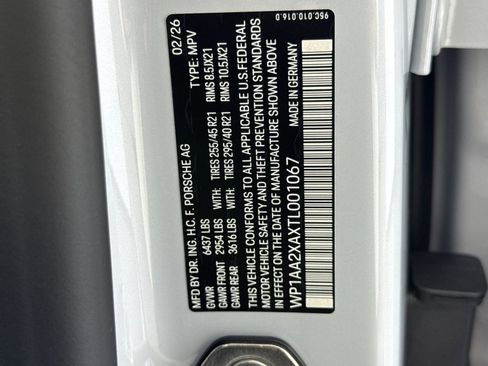 95C.010.016.0
MFD BY DR. ING. H.C. F. PORSCHE AG 02/26
GVWR 6437 LBS TYPE: MPV
GAWR FRONT 2954 LBS WITH: TIRES 255/45 R21 RIMS 8.5JX21
GAWR REAR 3616 LBS WITH: TIRES 295/40 R21 RIMS 10.5JX21
THIS VEHICLE CONFORMS TO ALL APPLICABLE U.S.FEDERAL
MOTOR VEHICLE SAFETY AND THEFT PREVENTION STANDARDS
IN EFFECT ON THE DATE OF MANUFACTURE SHOWN ABOVE
WP1AA2XAXTL001067 MADE IN GERMANY